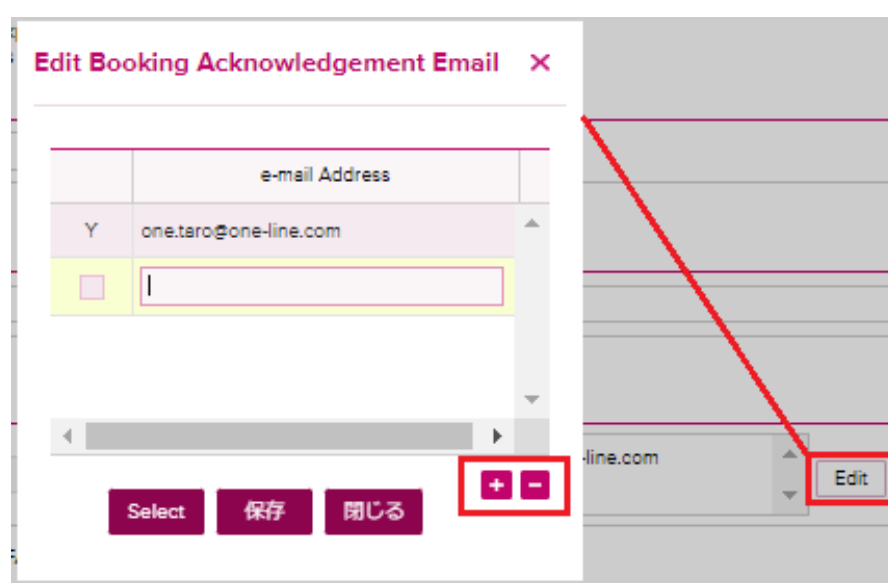 Edit Booking Acknowledgement Email ×
e-mail Address
Y one.taro@one-line.com
-line.com
Edit
+ −
Select 保存 閉じる